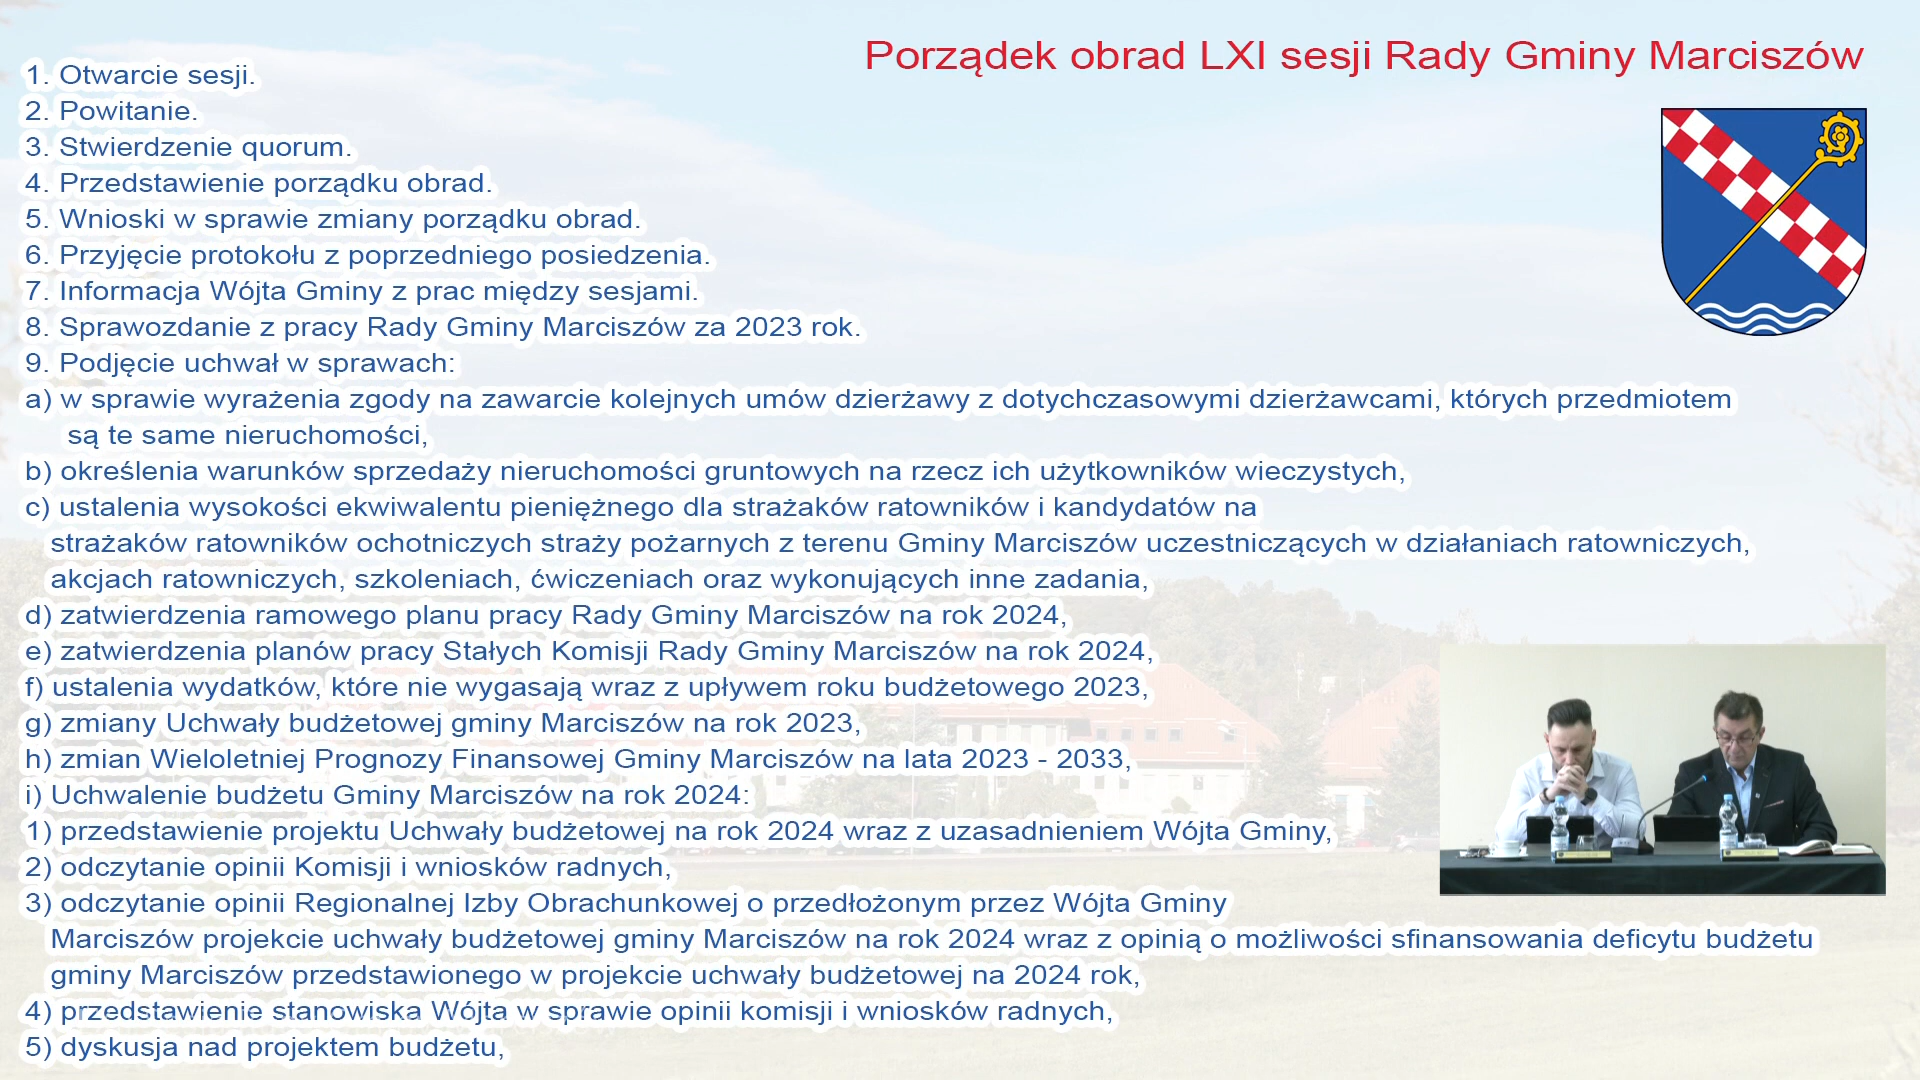 Porządek obrad LXI sesji Rady Gminy Marciszów
1. Otwarcie sesji.
2. Powitanie.
3. Stwierdzenie quorum.
4. Przedstawienie porządku obrad.
5. Wnioski w sprawie zmiany porządku obrad.
6. Przyjęcie protokołu z poprzedniego posiedzenia.
7. Informacja Wójta Gminy z prac między sesjami.
8. Sprawozdanie z pracy Rady Gminy Marciszów za 2023 rok.
9. Podjęcie uchwał w sprawach:
a) w sprawie wyrażenia zgody na zawarcie kolejnych umów dzierżawy z dotychczasowymi dzierżawcami, których przedmiotem
są te same nieruchomości,
b) określenia warunków sprzedaży nieruchomości gruntowych na rzecz ich użytkowników wieczystych,
c) ustalenia wysokości ekwiwalentu pieniężnego dla strażaków ratowników i kandydatów na
strażaków ratowników ochotniczych straży pożarnych z terenu Gminy Marciszów uczestniczących w działaniach ratowniczych,
akcjach ratowniczych, szkoleniach, ćwiczeniach oraz wykonujących inne zadania,
d) zatwierdzenia ramowego planu pracy Rady Gminy Marciszów na rok 2024,
e) zatwierdzenia planów pracy Stałych Komisji Rady Gminy Marciszów na rok 2024,
f) ustalenia wydatków, które nie wygasają wraz z upływem roku budżetowego 2023,
g) zmiany Uchwały budżetowej gminy Marciszów na rok 2023,
h) zmian Wieloletniej Prognozy Finansowej Gminy Marciszów na lata 2023 - 2033,
i) Uchwalenie budżetu Gminy Marciszów na rok 2024:
1) przedstawienie projektu Uchwały budżetowej na rok 2024 wraz z uzasadnieniem Wójta Gminy,
2) odczytanie opinii Komisji i wniosków radnych,
3) odczytanie opinii Regionalnej Izby Obrachunkowej o przedłożonym przez Wójta Gminy
Marciszów projekcie uchwały budżetowej gminy Marciszów na rok 2024 wraz z opinią o możliwości sfinansowania deficytu budżetu
gminy Marciszów przedstawionego w projekcie uchwały budżetowej na 2024 rok,
4) przedstawienie stanowiska Wójta w sprawie opinii komisji i wniosków radnych,
5) dyskusja nad projektem budżetu,